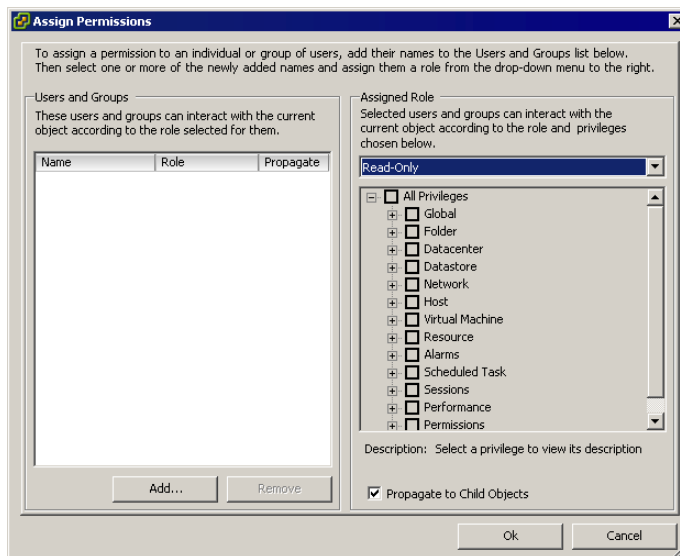 Assign Permissions
To assign a permission to an individual or group of users, add their names to the Users and Groups list below.
Then select one or more of the newly added names and assign them a role from the drop-down menu to the right.
Users and Groups
These users and groups can interact with the current
object according to the role selected for them.
Name Role Propagate
Add...
Remove
Assigned Role
Selected users and groups can interact with the
current object according to the role and privileges
chosen below.
Read-Only
All Privileges
Global
Folder
Datacenter
Datastore
Network
Host
Virtual Machine
Resource
Alarms
Scheduled Task
Sessions
Performance
Permissions
Description: Select a privilege to view its description
Propagate to Child Objects
Ok
Cancel